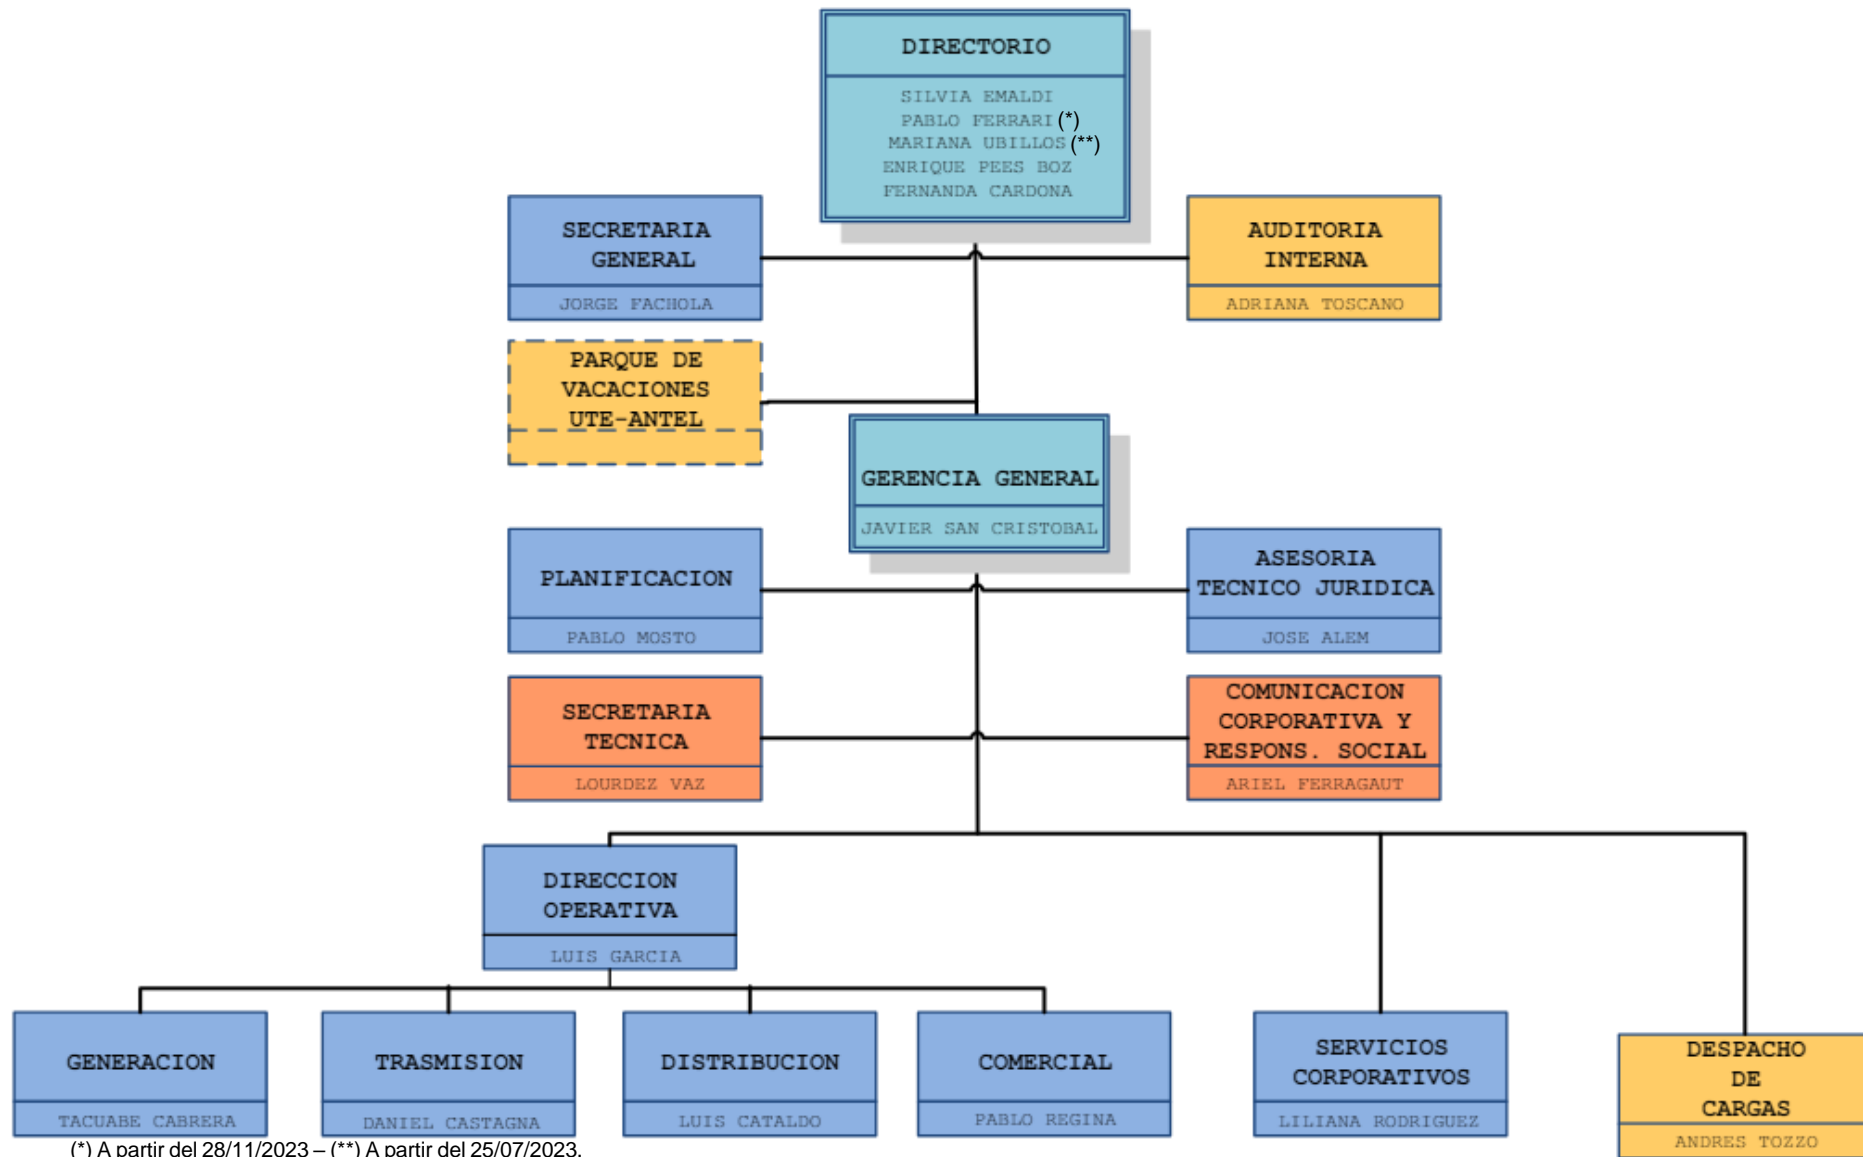 DIRECTORIO
SILVIA EMALDI
PABLO FERRARI (*)
MARIANA UBILLOS (**)
ENRIQUE PEES BOZ
FERNANDA CARDONA
SECRETARIA
GENERAL
JORGE FACHOLA
AUDITORIA
INTERNA
ADRIANA TOSCANO
PARQUE DE
VACACIONES
UTE-ANTEL
GERENCIA GENERAL
JAVIER SAN CRISTOBAL
PLANIFICACION
PABLO MOSTO
ASESORIA
TECNICO JURIDICA
JOSE ALEM
SECRETARIA
TECNICA
LOURDEZ VAZ
COMUNICACION
CORPORATIVA Y
RESPONS. SOCIAL
ARIEL FERRAGAUT
DIRECCION
OPERATIVA
LUIS GARCIA
GENERACION
TACUABE CABRERA
TRASMISION
DANIEL CASTAGNA
DISTRIBUCION
LUIS CATALDO
COMERCIAL
PABLO REGINA
SERVICIOS
CORPORATIVOS
LILIANA RODRIGUEZ
DESPACHO
DE
CARGAS
ANDRES TOZZO
(*) A partir del 28/11/2023 – (**) A partir del 25/07/2023.